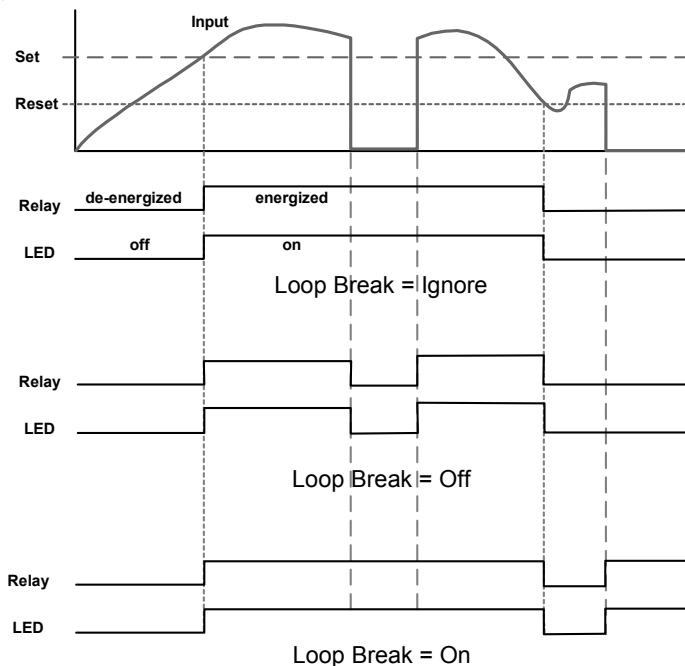 Input
Set
Reset
de-energized energized
Relay
off on
LED
Loop Break = Ignore
Relay
LED
Loop Break = Off
Relay
LED
Loop Break = On